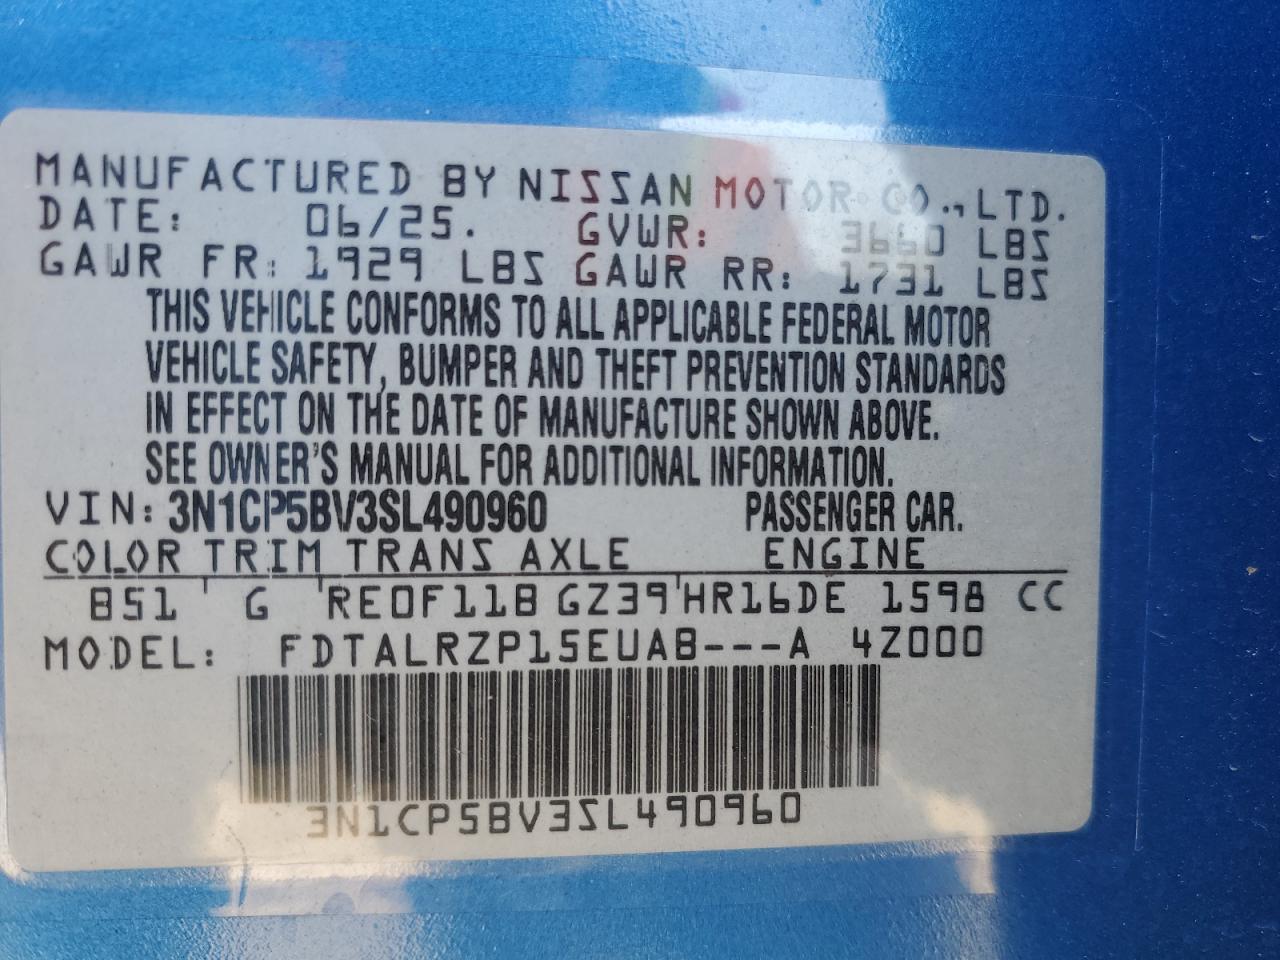 MANUFACTURED BY NISSAN MOTOR CO., LTD.
DATE: 06/25. GVWR: 3660 LBS
GAWR FR: 1929 LBS GAWR RR: 1731 LBS
THIS VEHICLE CONFORMS TO ALL APPLICABLE FEDERAL MOTOR
VEHICLE SAFETY, BUMPER AND THEFT PREVENTION STANDARDS
IN EFFECT ON THE DATE OF MANUFACTURE SHOWN ABOVE.
SEE OWNER'S MANUAL FOR ADDITIONAL INFORMATION.
VIN: 3N1CP5BV3SL490960 PASSENGER CAR.
COLOR TRIM TRANS AXLE ENGINE
B51 G RE0F11B GZ39 HR16DE 1598 CC
MODEL: FDTALRZP15EUAB---A 4Z000
3N1CP5BV3SL490960